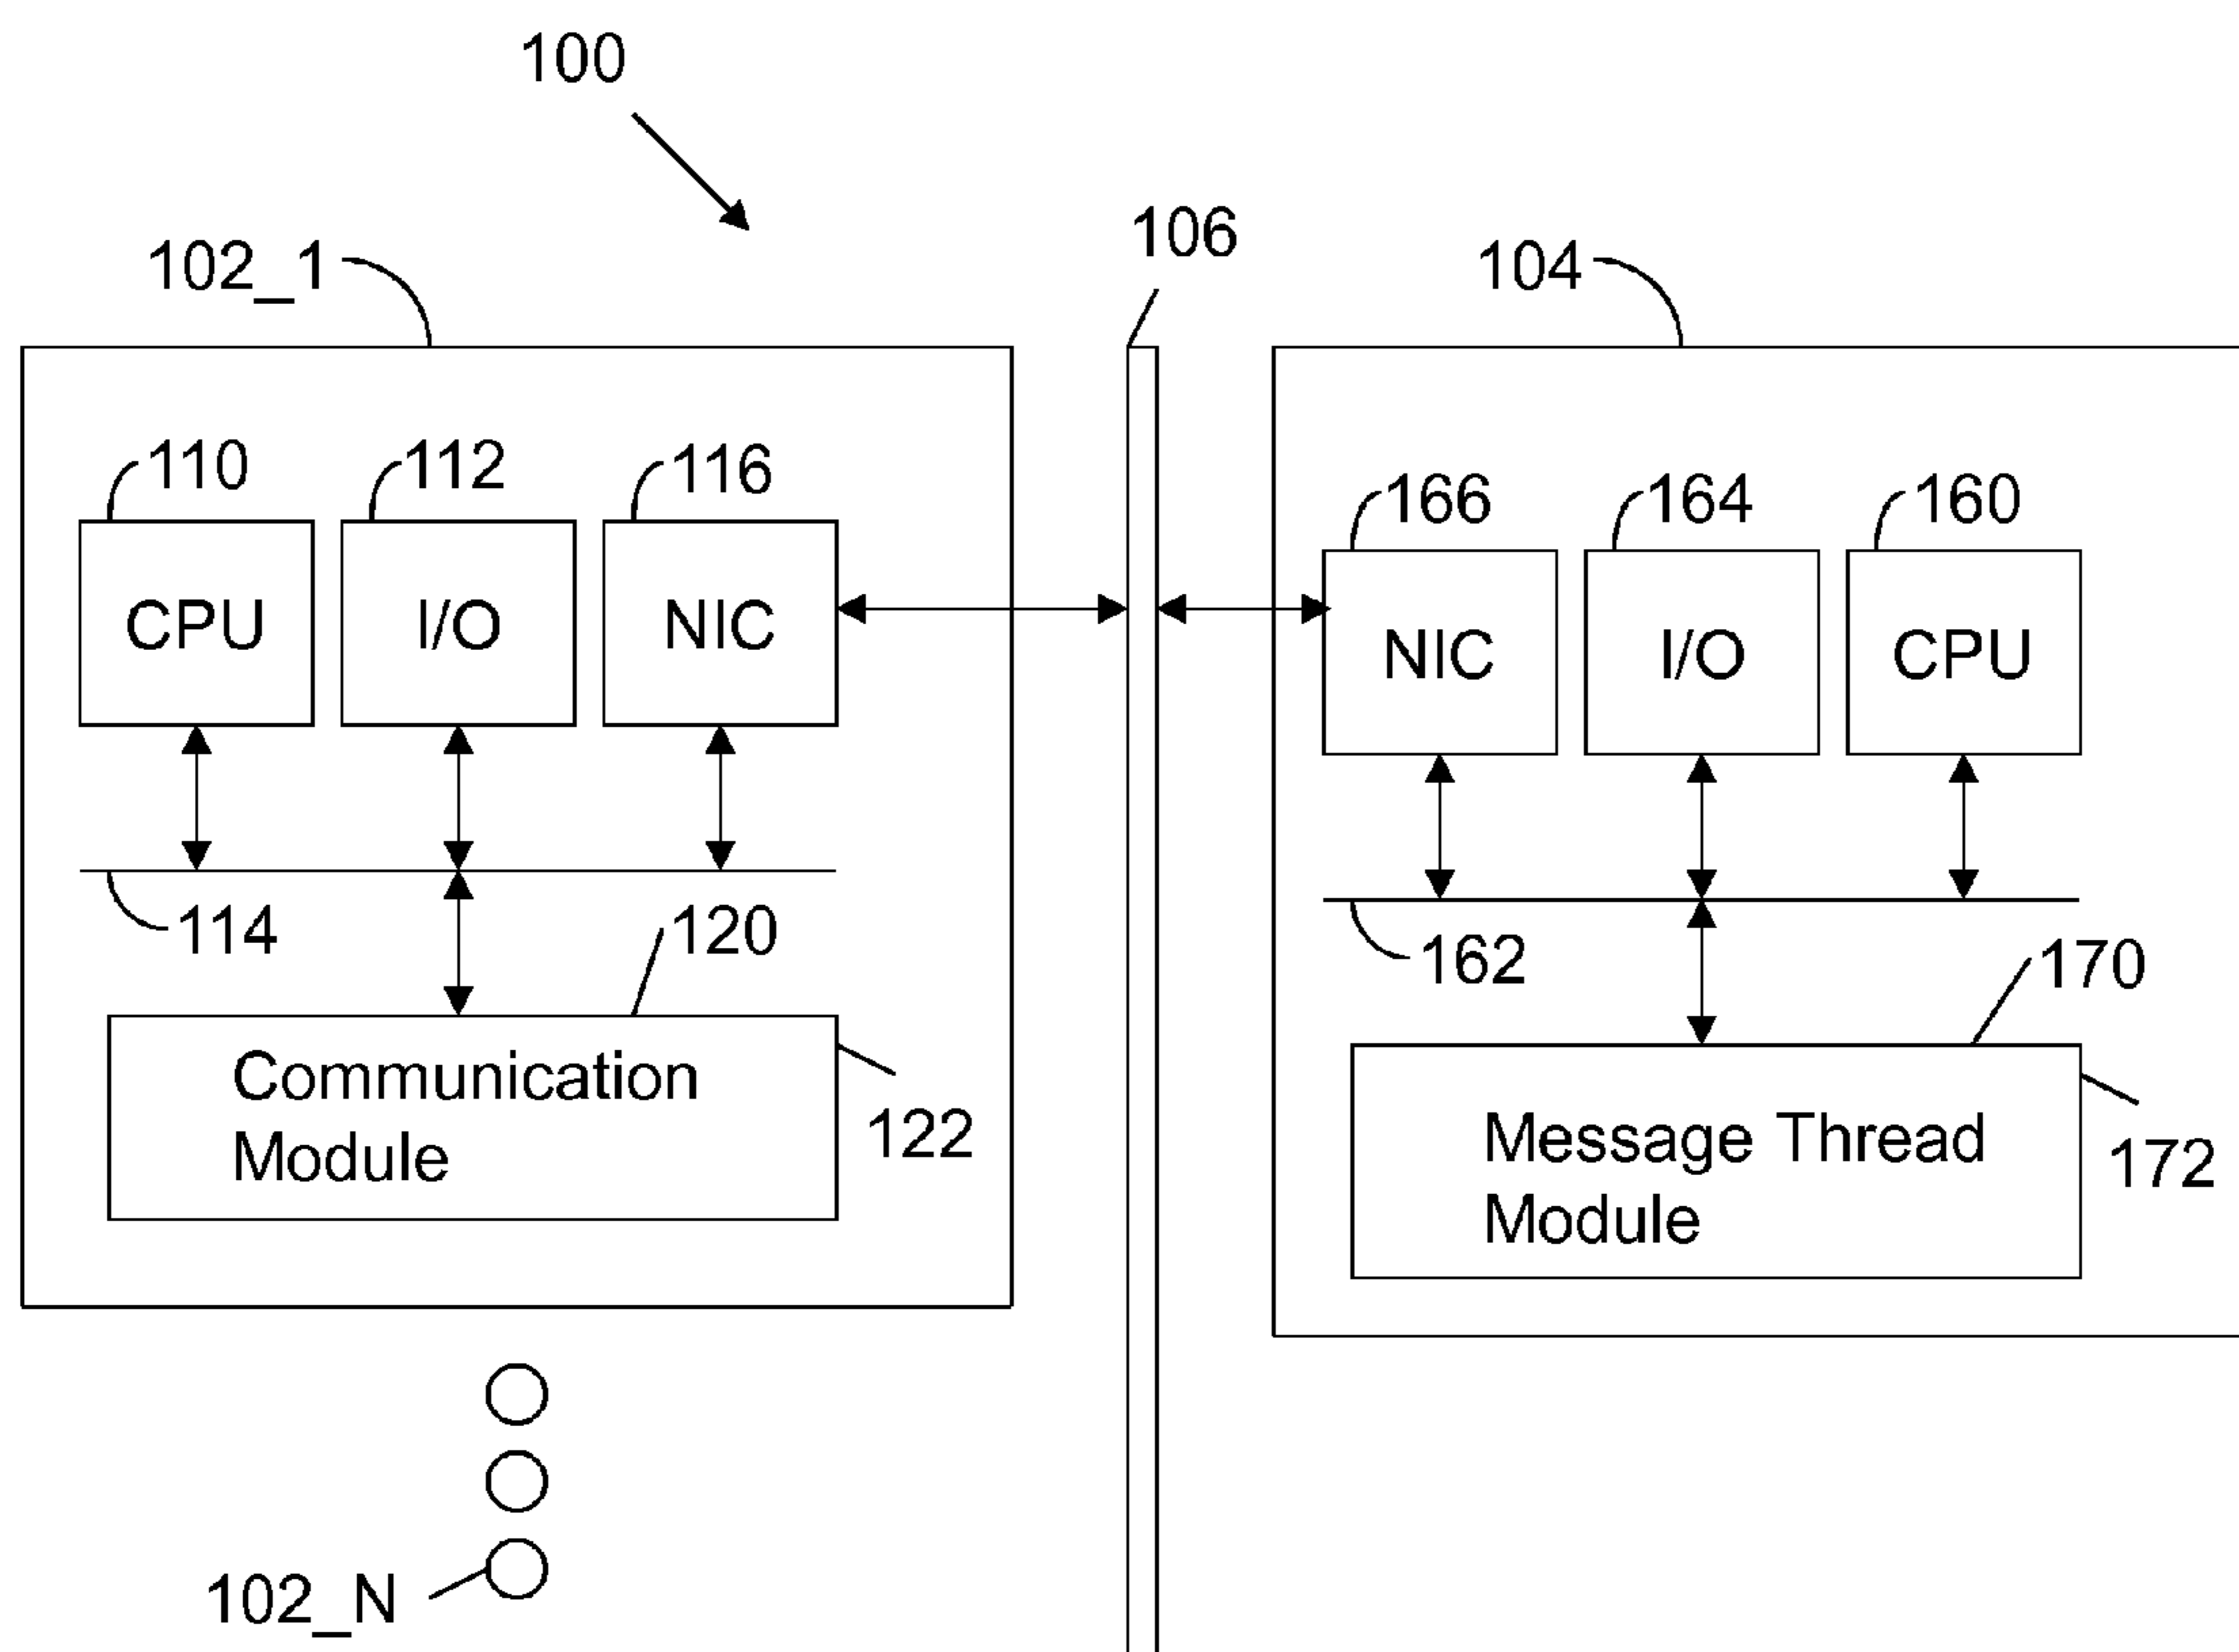 100
102_1
106
104
110
112
116
166
164
160
CPU
I/O
NIC
NIC
I/O
CPU
114
120
162
170
Communication
Module
122
Message Thread
Module
172
102_N